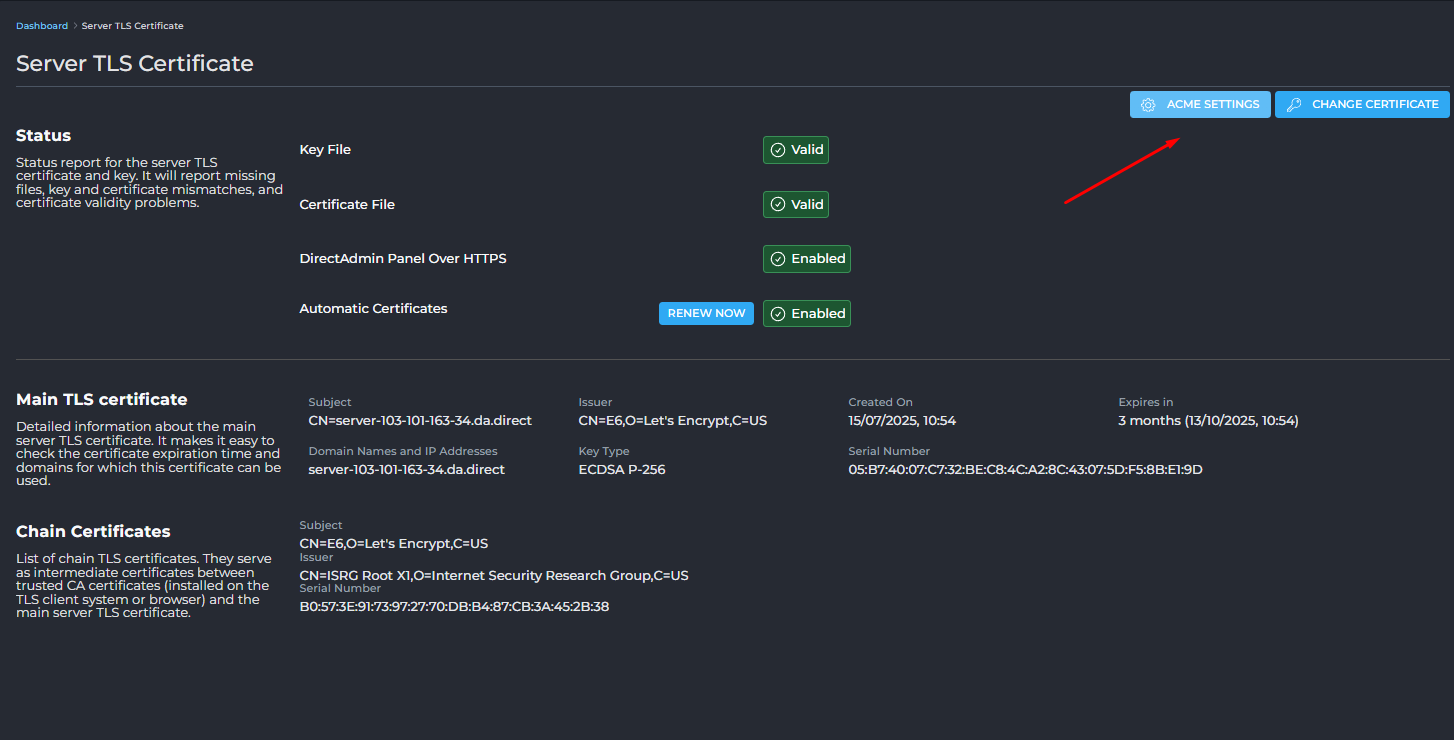 Dashboard > Server TLS Certificate
Server TLS Certificate
ACME SETTINGS
CHANGE CERTIFICATE
Status
Status report for the server TLS
certificate and key. It will report missing
files, key and certificate mismatches, and
certificate validity problems.
Key File
Valid
Certificate File
Valid
DirectAdmin Panel Over HTTPS
Enabled
Automatic Certificates
RENEW NOW
Enabled
Main TLS certificate
Detailed information about the main
server TLS certificate. It makes it easy to
check the certificate expiration time and
domains for which this certificate can be
used.
Subject
CN=server-103-101-163-34.da.direct
Issuer
CN=E6,O=Let's Encrypt,C=US
Created On
15/07/2025, 10:54
Expires in
3 months (13/10/2025, 10:54)
Domain Names and IP Addresses
server-103-101-163-34.da.direct
Key Type
ECDSA P-256
Serial Number
05:B7:40:07:C7:32:BE:C8:4C:A2:8C:43:07:5D:F5:8B:E1:9D
Chain Certificates
List of chain TLS certificates. They serve
as intermediate certificates between
trusted CA certificates (installed on the
TLS client system or browser) and the
main server TLS certificate.
Subject
CN=E6,O=Let's Encrypt,C=US
Issuer
CN=ISRG Root X1,O=Internet Security Research Group,C=US
Serial Number
B0:57:3E:91:73:97:27:70:DB:B4:87:CB:3A:45:2B:38